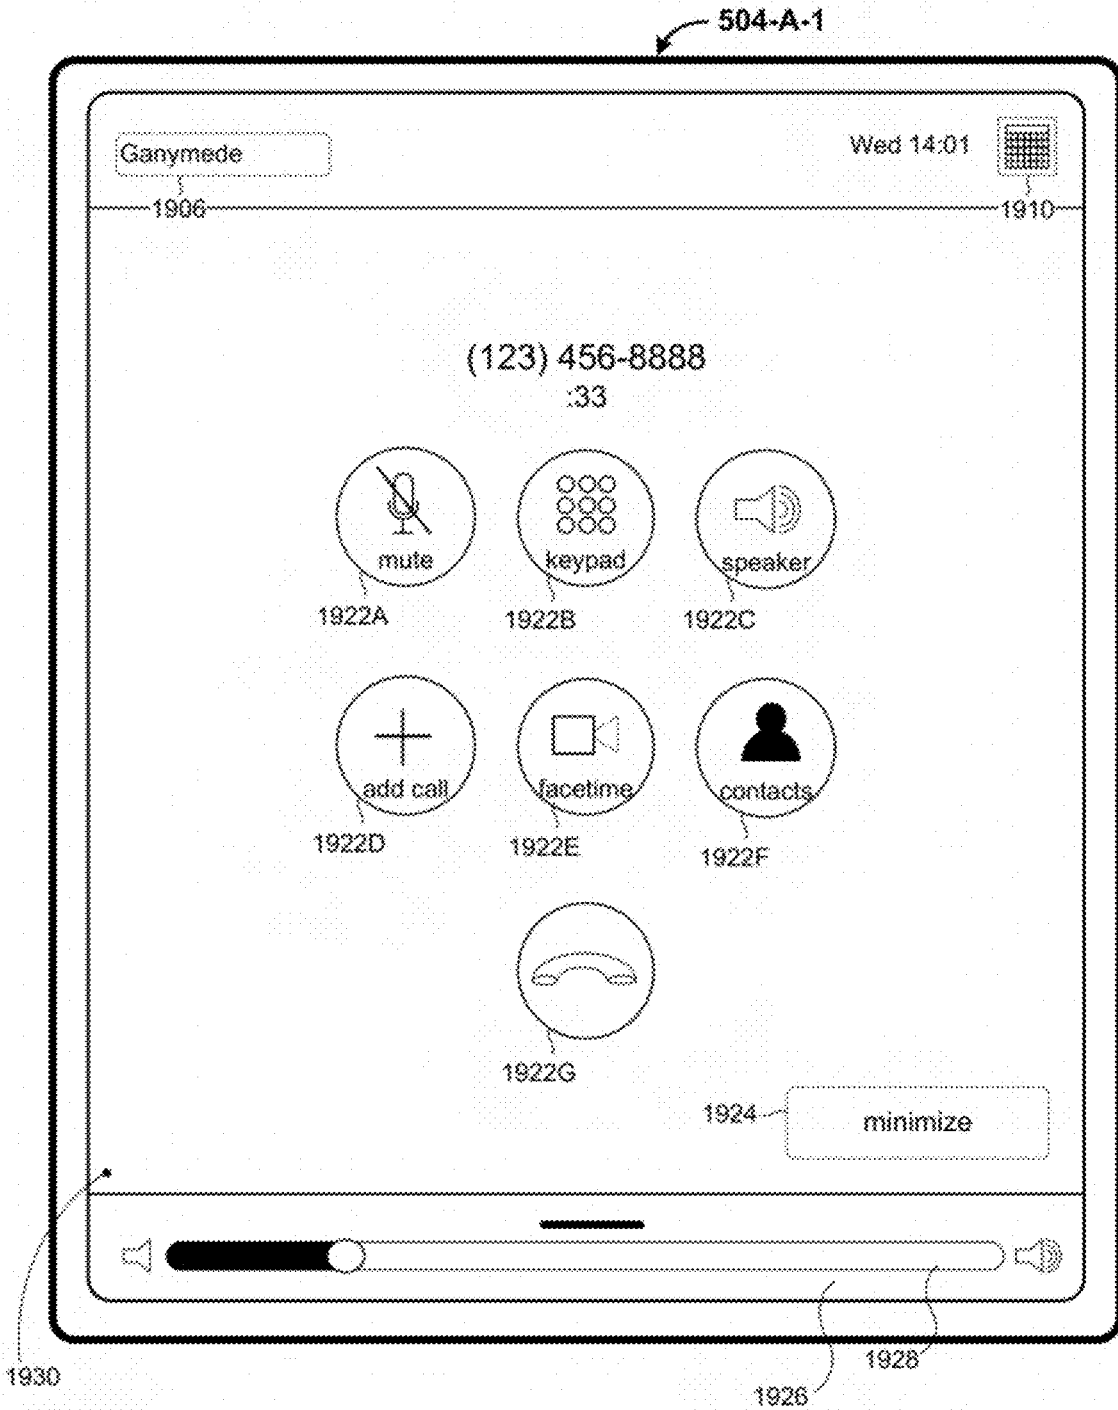 504-A-1
Ganymede
Wed 14:01
1906
1910
(123) 456-8888
:33
mute
keypad
speaker
1922A
1922B
1922C
add call
facetime
contacts
1922D
1922E
1922F
1922G
1924
minimize
1928
1930
1926